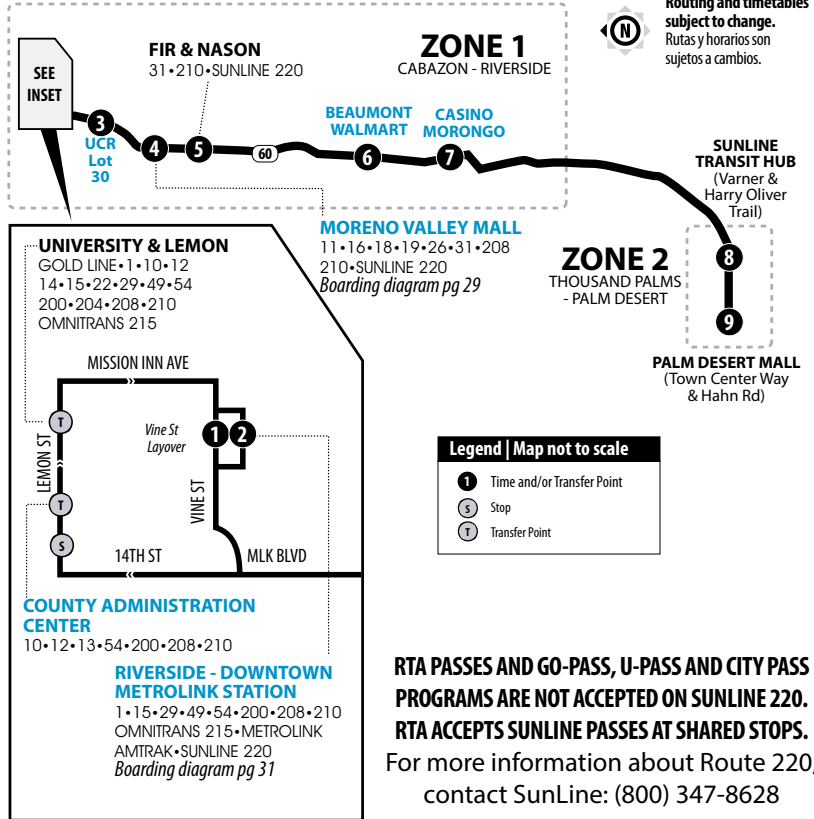 Routing and timetables
subject to change.
Rutas y horarios son
sujetos a cambios.
N
ZONE 1
CABAZON - RIVERSIDE
FIR & NASON
31•210•SUNLINE 220
SEE
INSET
BEAUMONT
WALMART
CASINO
MORONGO
3
UCR
Lot
30
4
5
60
6
7
SUNLINE
TRANSIT HUB
(Varner &
Harry Oliver
Trail)
MORENO VALLEY MALL
11•16•18•19•26•31•208
210•SUNLINE 220
Boarding diagram pg 29
ZONE 2
THOUSAND PALMS
- PALM DESERT
8
9
PALM DESERT MALL
(Town Center Way
& Hahn Rd)
UNIVERSITY & LEMON
GOLD LINE•1•10•12
14•15•22•29•49•54
200•204•208•210
OMNITRANS 215
MISSION INN AVE
T
LEMON ST
T
S
Vine St
Layover
1
2
VINE ST
14TH ST
MLK BLVD
COUNTY ADMINISTRATION
CENTER
10•12•13•54•200•208•210
RIVERSIDE - DOWNTOWN
METROLINK STATION
1•15•29•49•54•200•208•210
OMNITRANS 215•METROLINK
AMTRAK•SUNLINE 220
Boarding diagram pg 31
Legend | Map not to scale
1 Time and/or Transfer Point
S Stop
T Transfer Point
RTA PASSES AND GO-PASS, U-PASS AND CITY PASS
PROGRAMS ARE NOT ACCEPTED ON SUNLINE 220.
RTA ACCEPTS SUNLINE PASSES AT SHARED STOPS.
For more information about Route 220,
contact SunLine: (800) 347-8628